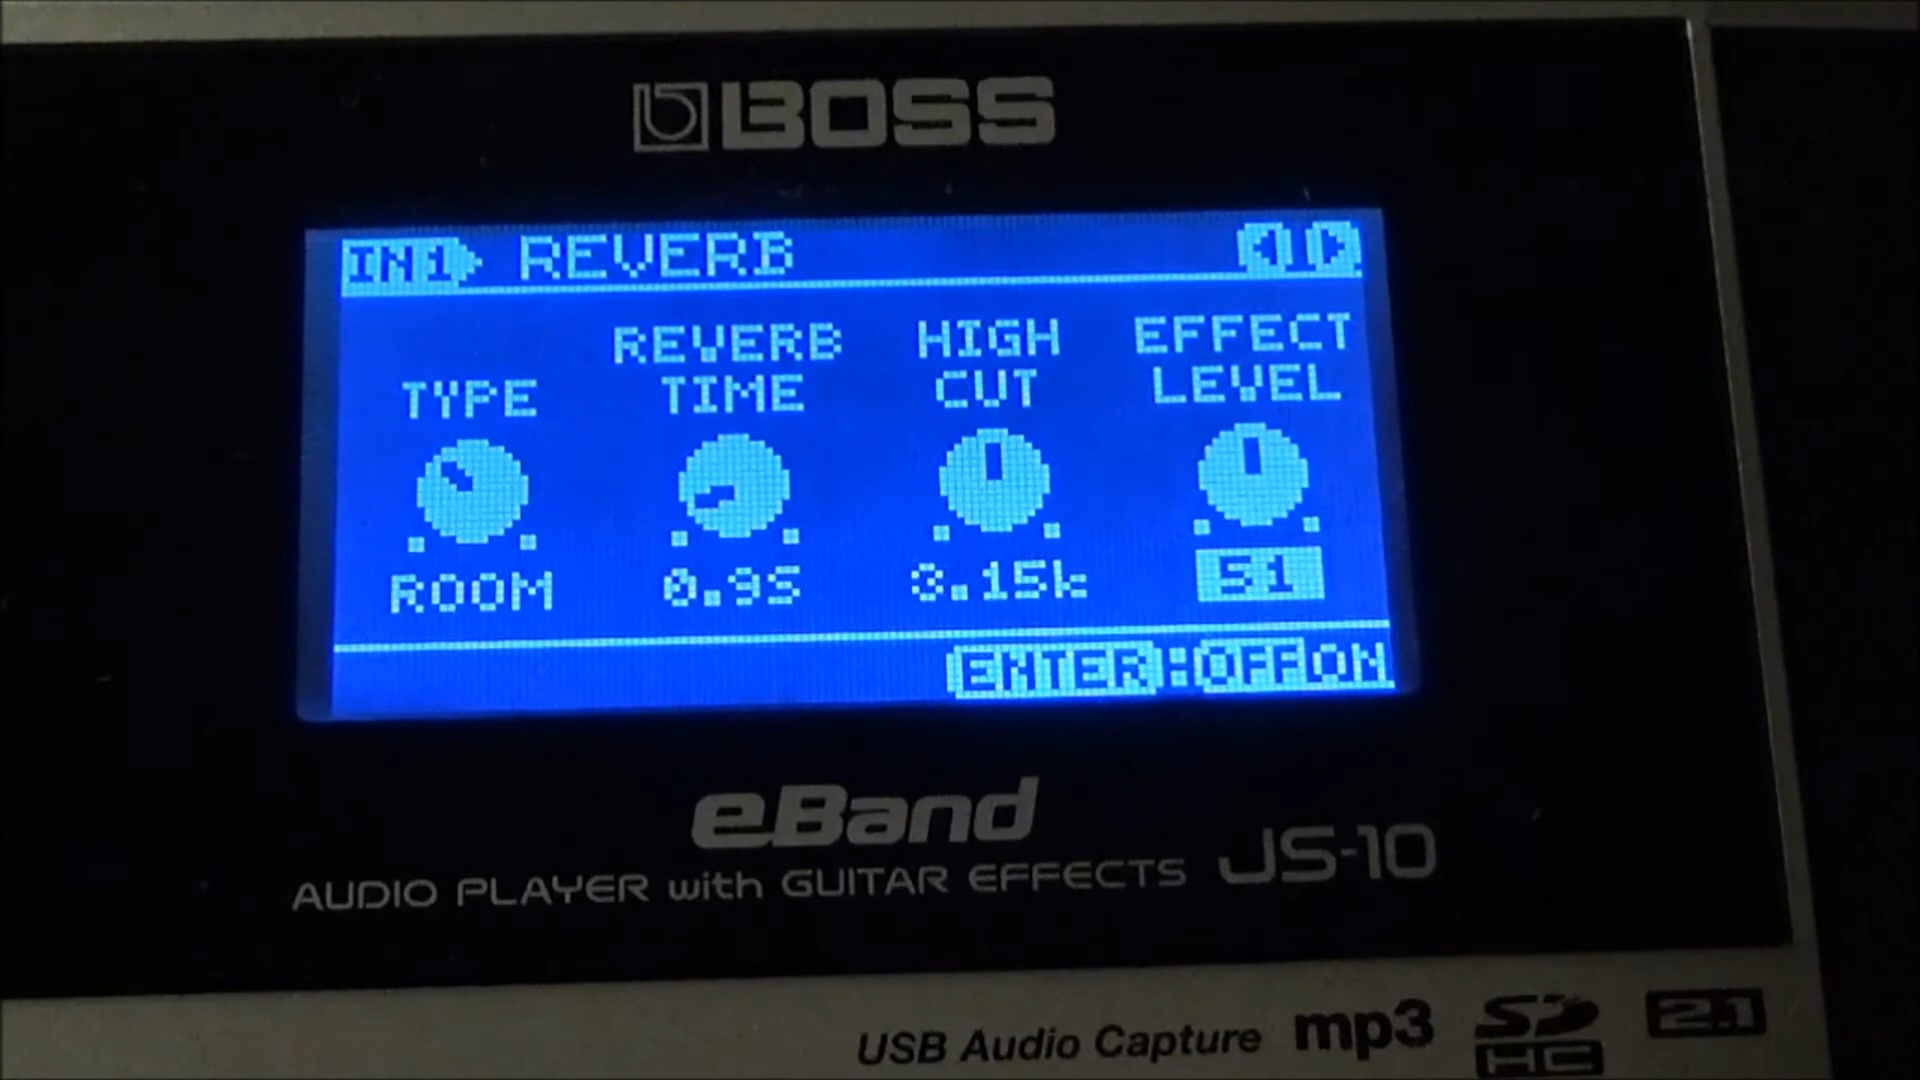 BOSS
IN1 REVERB
TYPE
REVERB TIME
HIGH CUT
EFFECT LEVEL
ROOM 0.9S 3.15k 51
ENTER:OFF ON
eBand
AUDIO PLAYER with GUITAR EFFECTS JS-10
USB Audio Capture mp3 SD HC 2.1